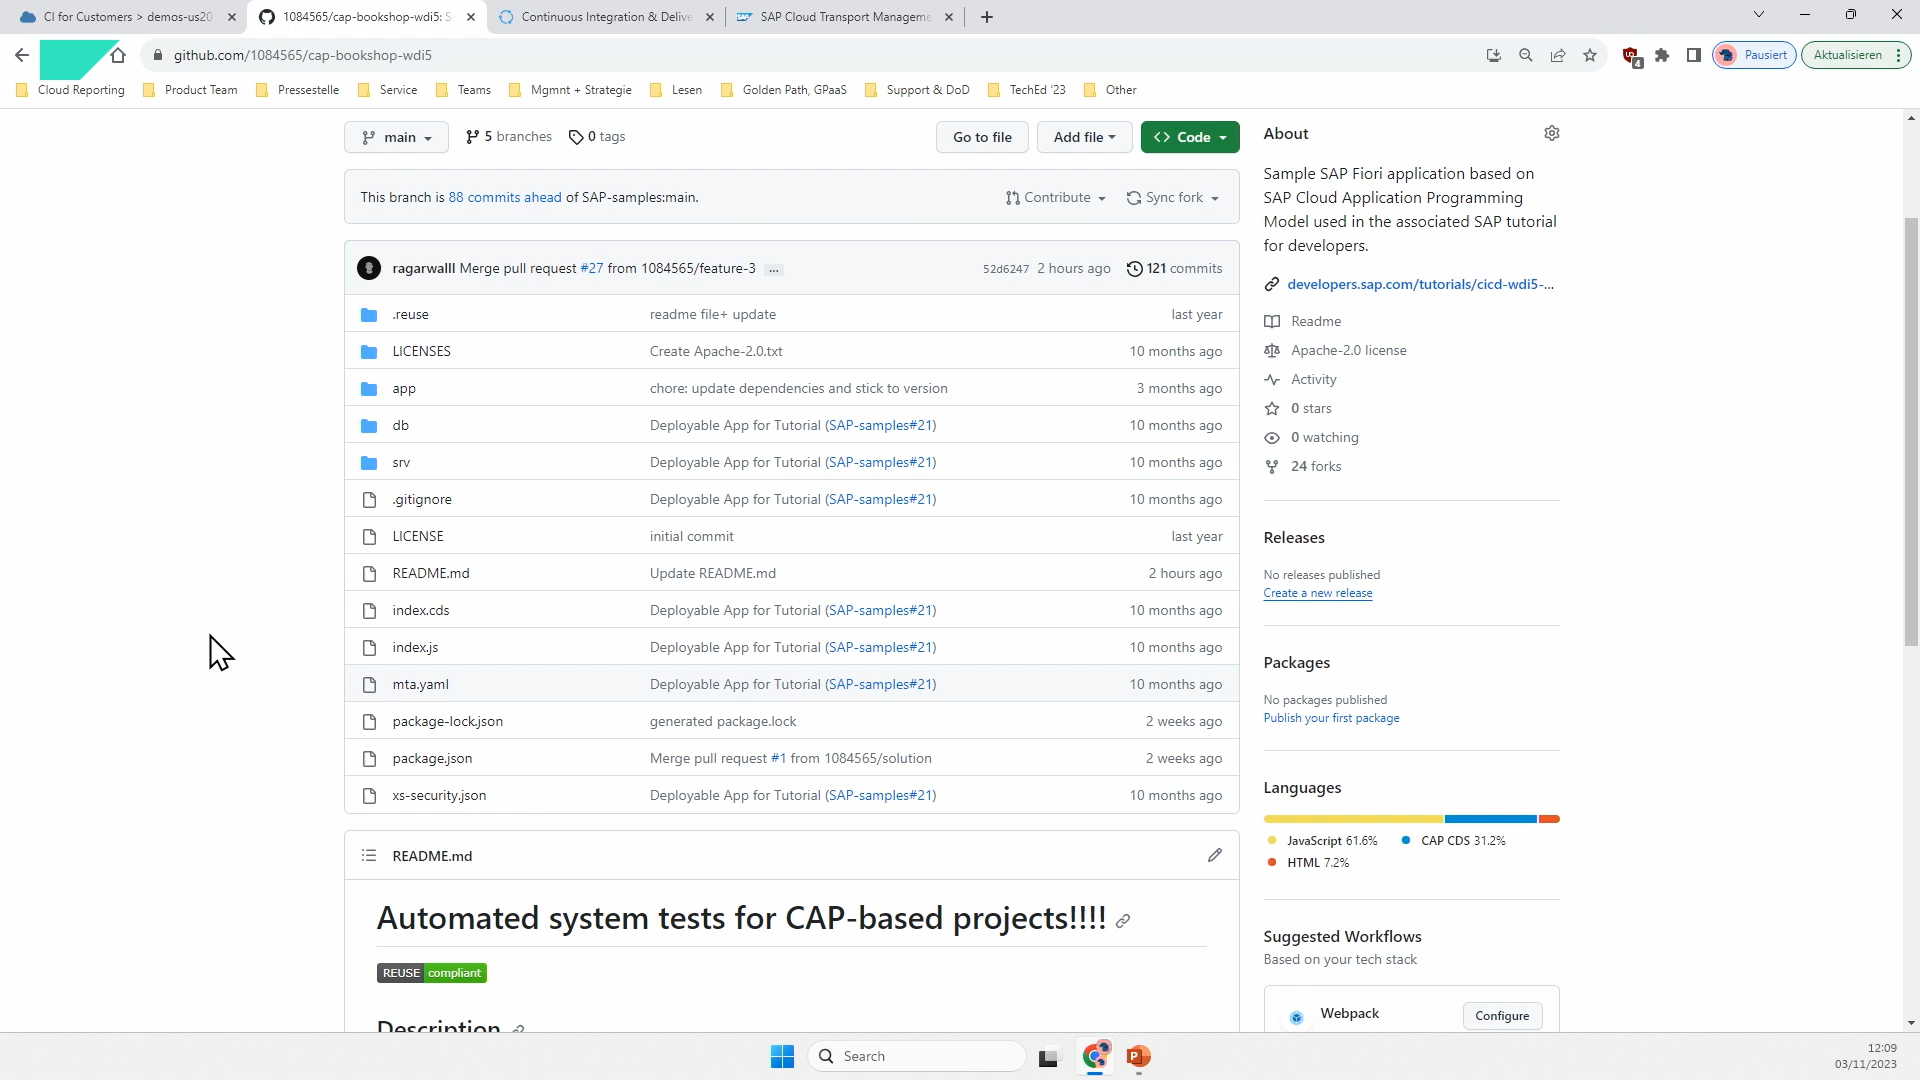 CI for Customers > demos-us20
1084565/cap-bookshop-wdi5: S
Continuous Integration & Delive
SAP Cloud Transport Manageme
github.com/1084565/cap-bookshop-wdi5
4
Pausiert
Aktualisieren
Cloud Reporting
Product Team
Pressestelle
Service
Teams
Mgmnt + Strategie
Lesen
Golden Path, GPaaS
Support & DoD
TechEd '23
Other
main
5 branches
0 tags
Go to file
Add file
Code
This branch is 88 commits ahead of SAP-samples:main.
Contribute
Sync fork
ragarwalll Merge pull request #27 from 1084565/feature-3 ...
52d6247 2 hours ago
121 commits
.reuse readme file+ update last year
LICENSES Create Apache-2.0.txt 10 months ago
app chore: update dependencies and stick to version 3 months ago
db Deployable App for Tutorial (SAP-samples#21) 10 months ago
srv Deployable App for Tutorial (SAP-samples#21) 10 months ago
.gitignore Deployable App for Tutorial (SAP-samples#21) 10 months ago
LICENSE initial commit last year
README.md Update README.md 2 hours ago
index.cds Deployable App for Tutorial (SAP-samples#21) 10 months ago
index.js Deployable App for Tutorial (SAP-samples#21) 10 months ago
mta.yaml Deployable App for Tutorial (SAP-samples#21) 10 months ago
package-lock.json generated package.lock 2 weeks ago
package.json Merge pull request #1 from 1084565/solution 2 weeks ago
xs-security.json Deployable App for Tutorial (SAP-samples#21) 10 months ago
README.md
Automated system tests for CAP-based projects!!!!
REUSE compliant
Description
About
Sample SAP Fiori application based on
SAP Cloud Application Programming
Model used in the associated SAP tutorial
for developers.
developers.sap.com/tutorials/cicd-wdi5-...
Readme
Apache-2.0 license
Activity
0 stars
0 watching
24 forks
Releases
No releases published
Create a new release
Packages
No packages published
Publish your first package
Languages
JavaScript 61.6%
CAP CDS 31.2%
HTML 7.2%
Suggested Workflows
Based on your tech stack
Webpack
Configure
Search
12:09
03/11/2023